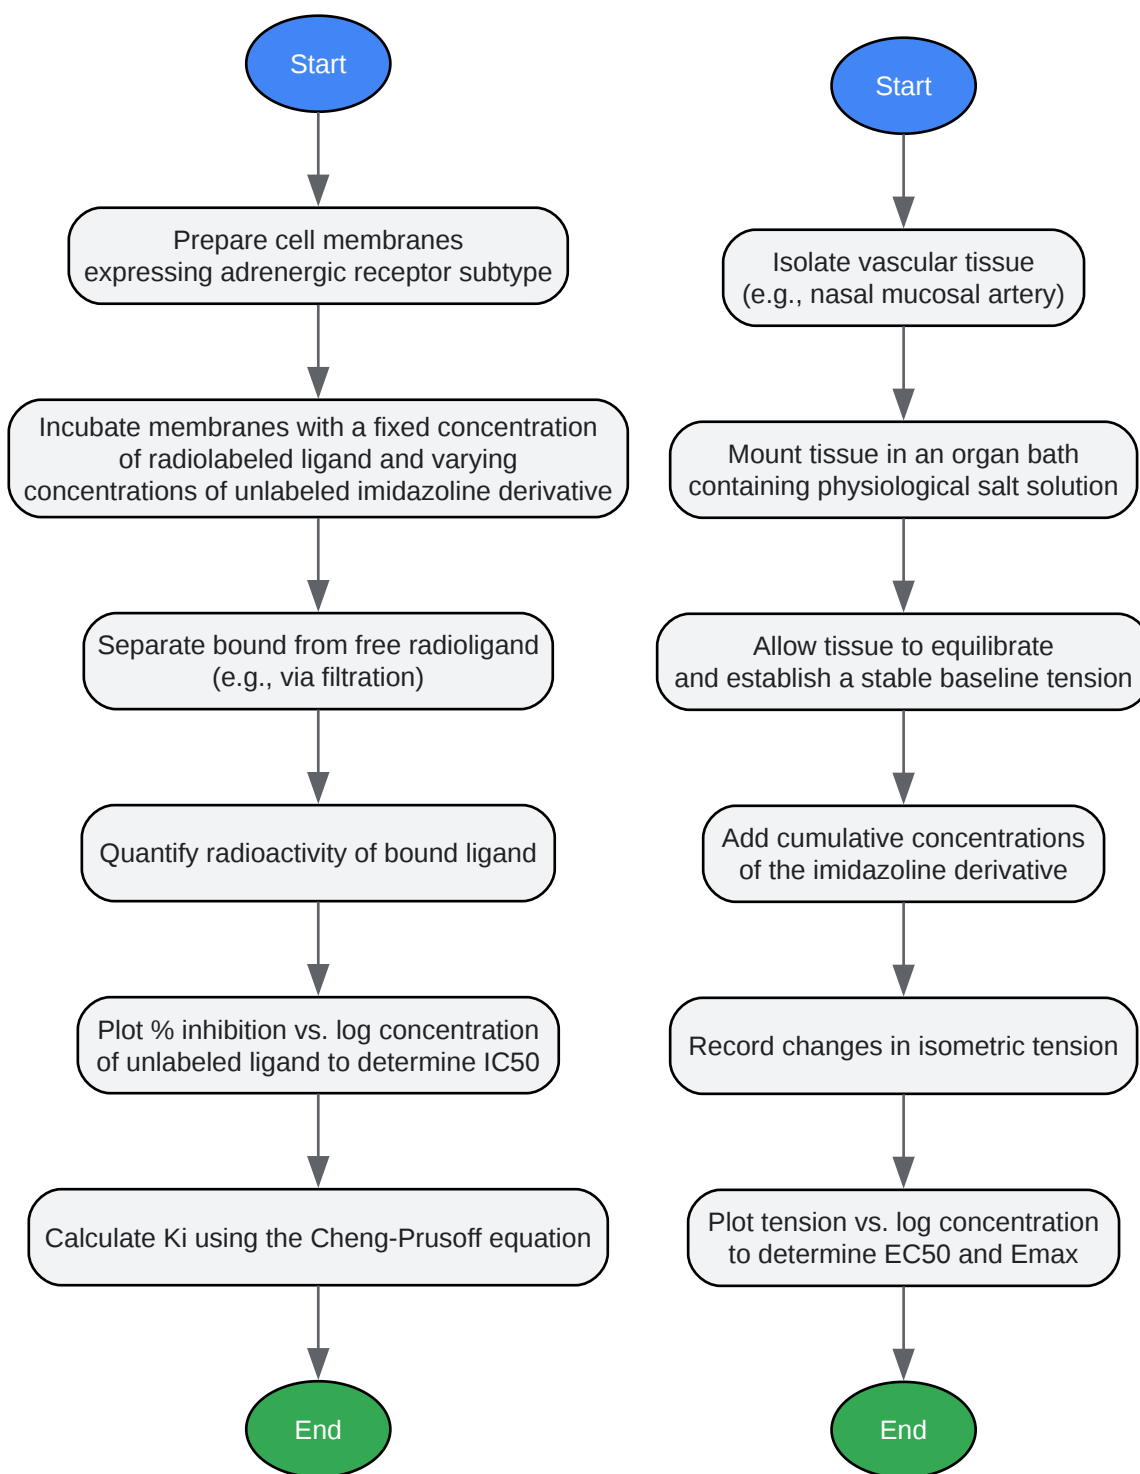 Start
Prepare cell membranes
expressing adrenergic receptor subtype
Incubate membranes with a fixed concentration
of radiolabeled ligand and varying
concentrations of unlabeled imidazoline derivative
Separate bound from free radioligand
(e.g., via filtration)
Quantify radioactivity of bound ligand
Plot % inhibition vs. log concentration
of unlabeled ligand to determine IC50
Calculate Ki using the Cheng-Prusoff equation
End
Start
Isolate vascular tissue
(e.g., nasal mucosal artery)
Mount tissue in an organ bath
containing physiological salt solution
Allow tissue to equilibrate
and establish a stable baseline tension
Add cumulative concentrations
of the imidazoline derivative
Record changes in isometric tension
Plot tension vs. log concentration
to determine EC50 and Emax
End